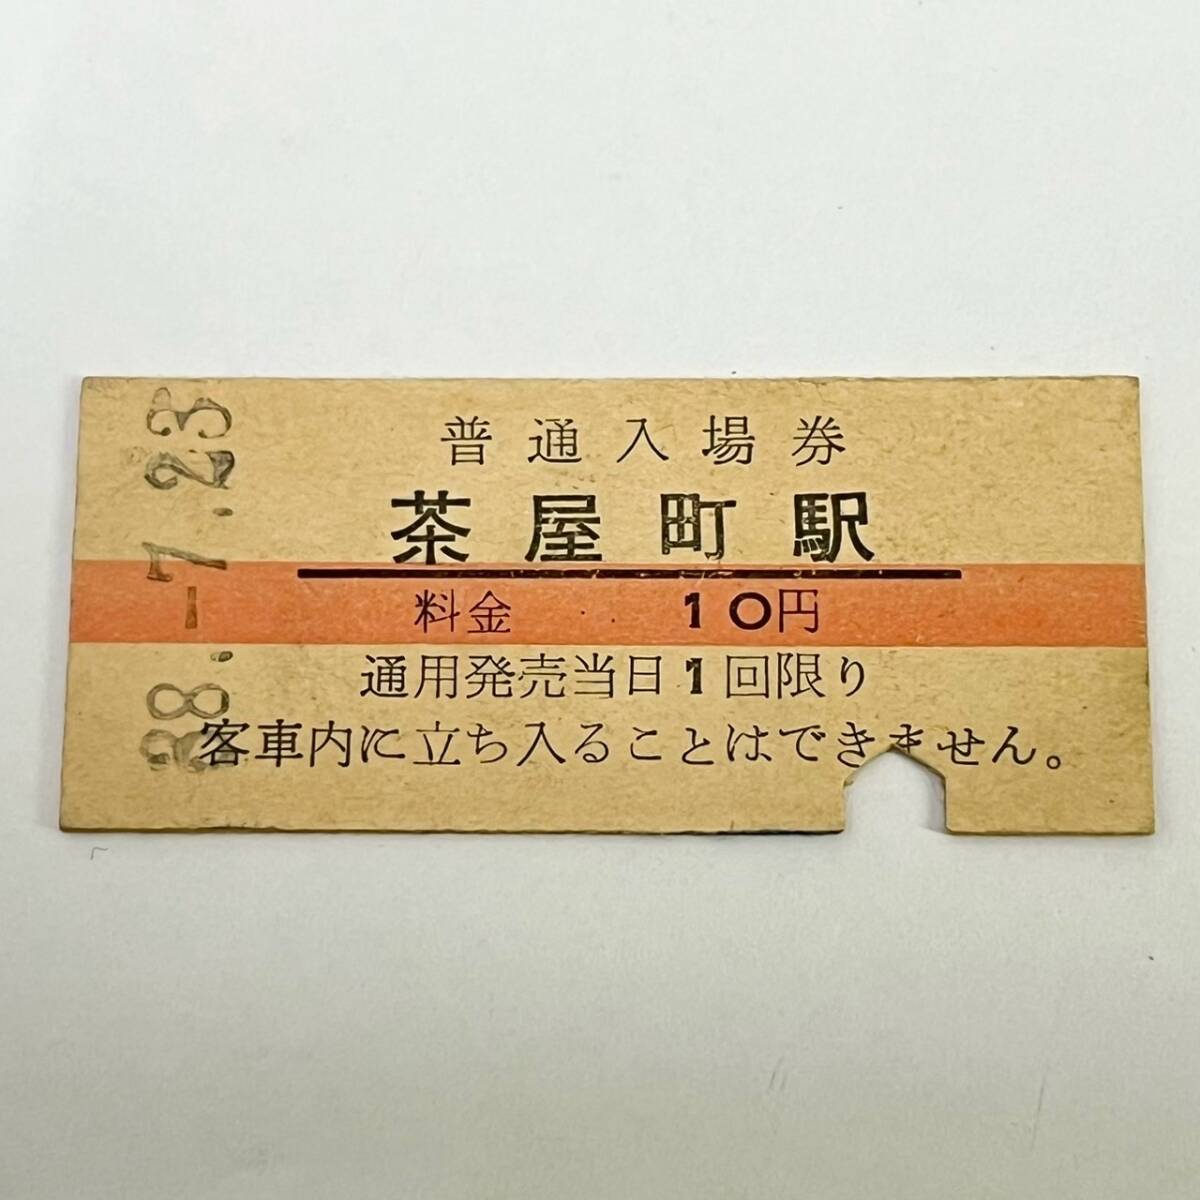 普通入場券
茶屋町駅
料金 10円
通用発売当日1回限り
客車内に立ち入ることはできません。
38.-7.23